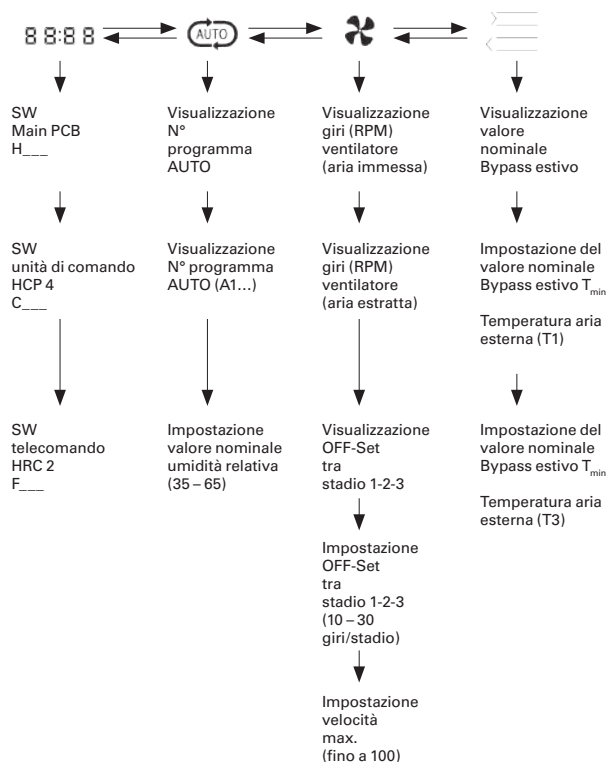 88:88
AUTO
SW
Main PCB
H___
SW
unità di comando
HCP 4
C___
SW
telecomando
HRC 2
F___
Visualizzazione
N°
programma
AUTO
Visualizzazione
N° programma
AUTO (A1…)
Impostazione
valore nominale
umidità relativa
(35 – 65)
Visualizzazione
giri (RPM)
ventilatore
(aria immessa)
Visualizzazione
giri (RPM)
ventilatore
(aria estratta)
Visualizzazione
OFF-Set
tra
stadio 1-2-3
Impostazione
OFF-Set
tra
stadio 1-2-3
(10 – 30
giri/stadio)
Impostazione
velocità
max.
(fino a 100)
Visualizzazione
valore
nominale
Bypass estivo
Impostazione del
valore nominale
Bypass estivo Tmin
Temperatura aria
esterna (T1)
Impostazione del
valore nominale
Bypass estivo Tmin
Temperatura aria
esterna (T3)